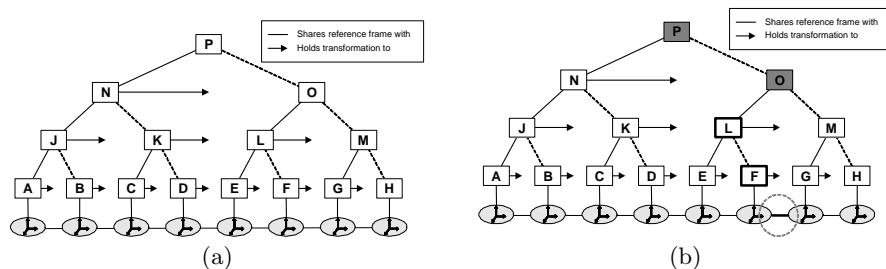 Shares reference frame with
Holds transformation to
P
N
O
J
K
L
M
A
B
C
D
E
F
G
H
(a)
Shares reference frame with
Holds transformation to
P
N
O
J
K
L
M
A
B
C
D
E
F
G
H
(b)